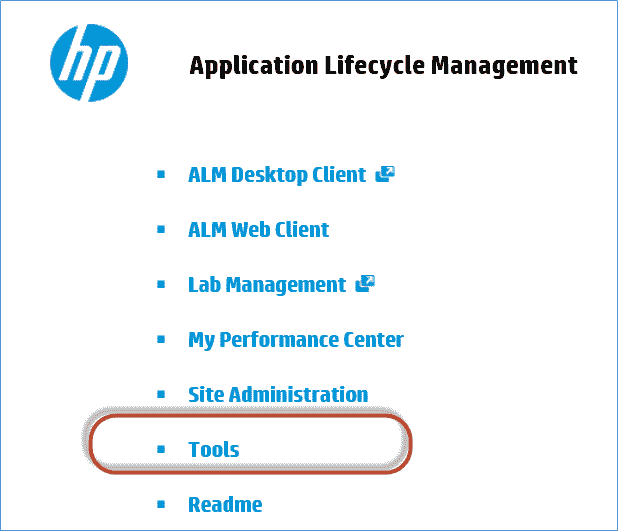 hp
Application Lifecycle Management
ALM Desktop Client
ALM Web Client
Lab Management
My Performance Center
Site Administration
Tools
Readme